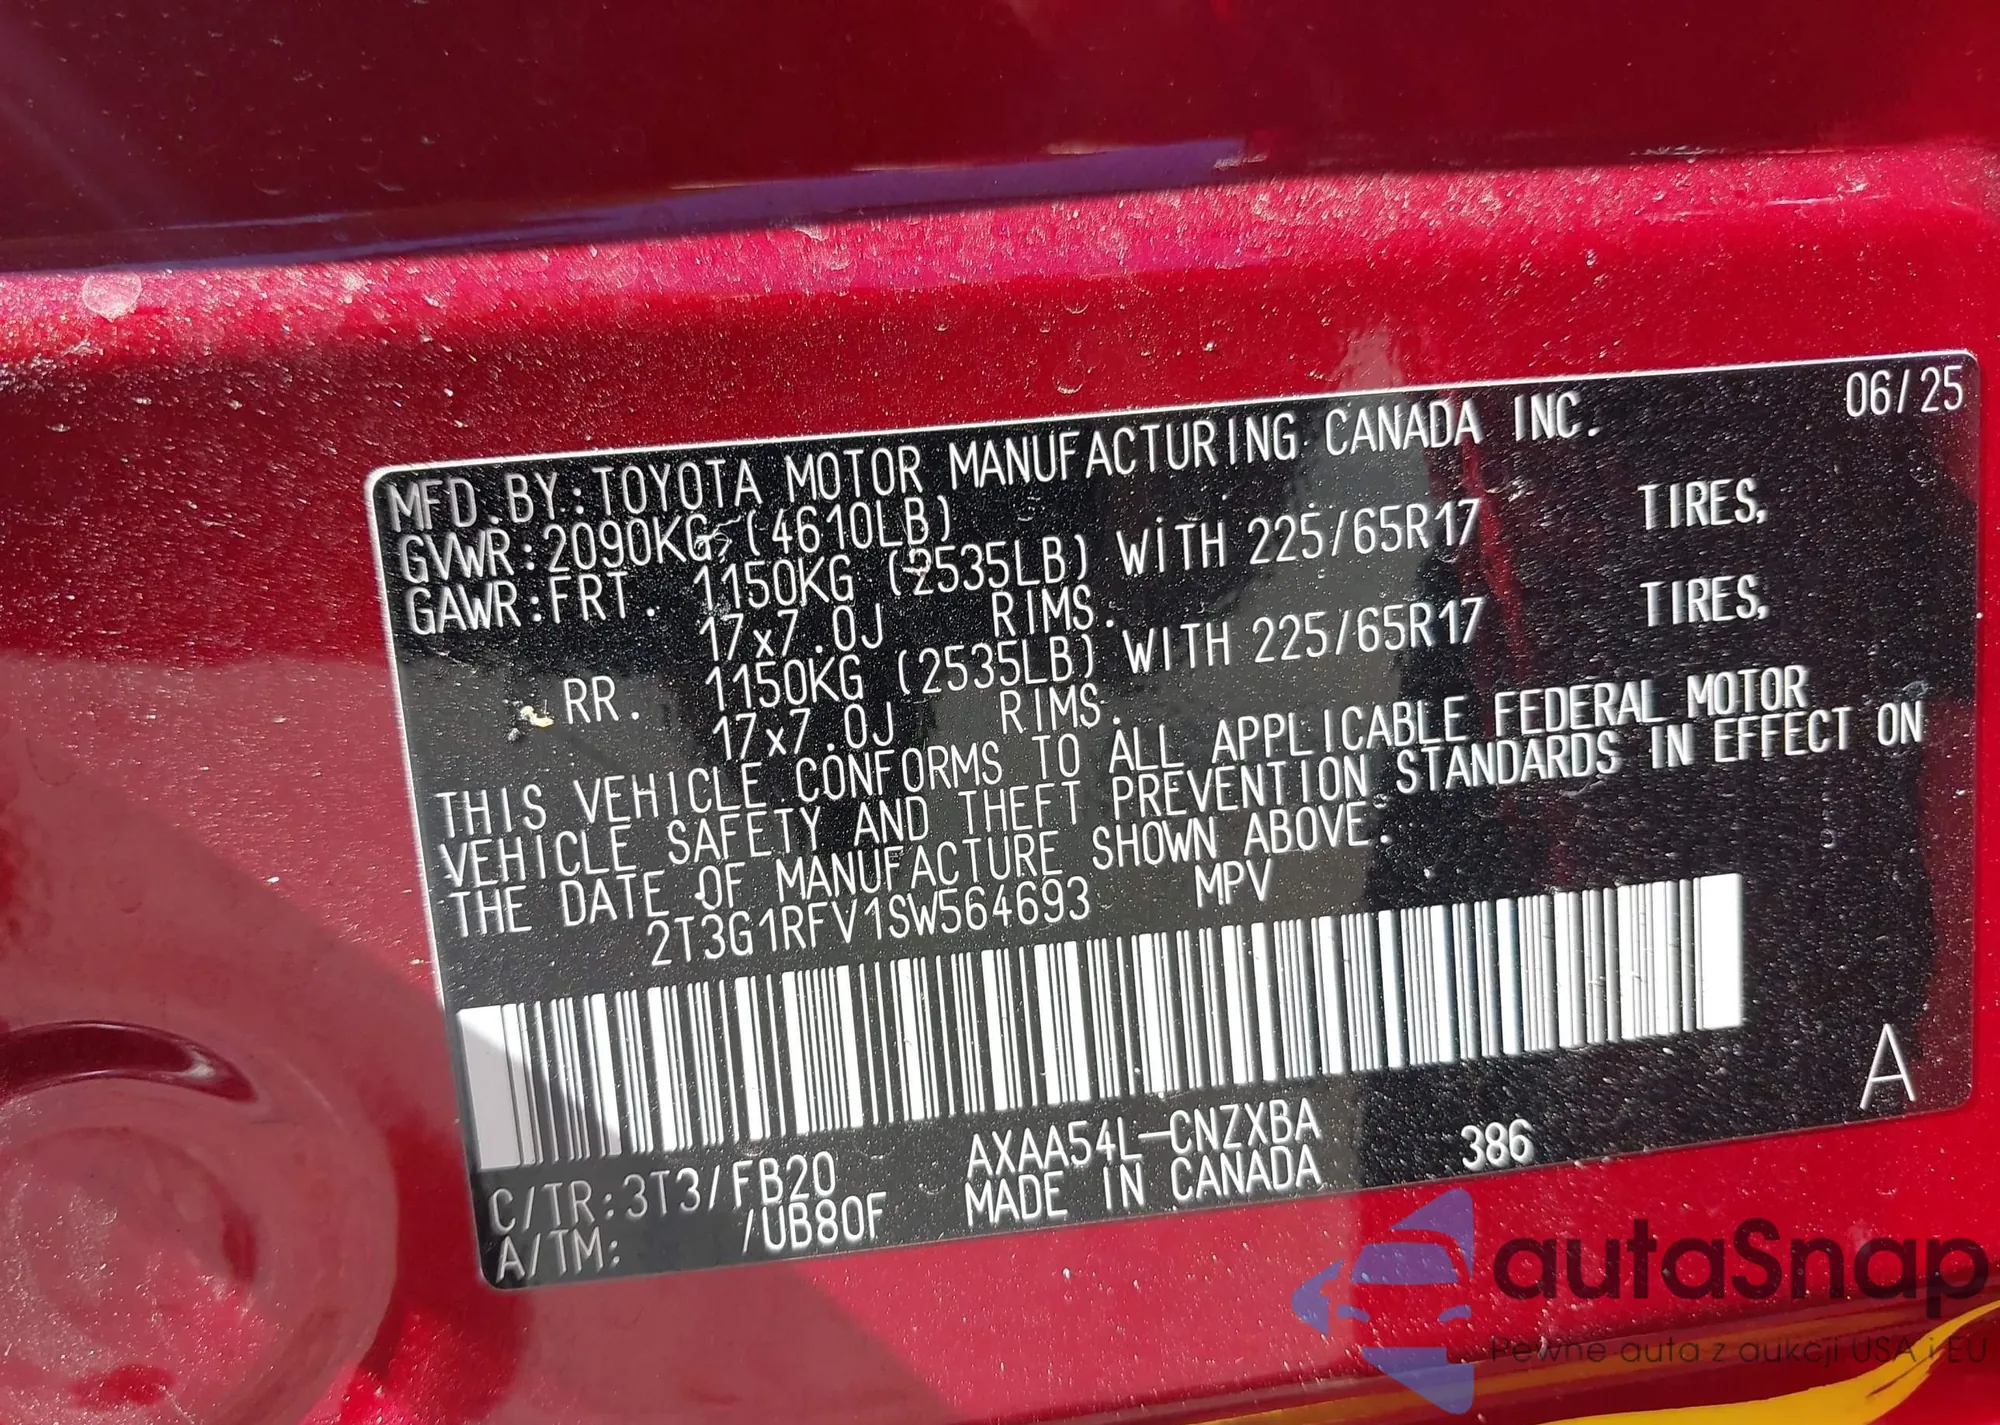 06/25
MFD.BY:TOYOTA MOTOR MANUFACTURING CANADA INC.
GVWR:2090KG (4610LB)
GAWR:FRT. 1150KG (2535LB) WITH 225/65R17 TIRES,
17x7.0J RIMS.
RR. 1150KG (2535LB) WITH 225/65R17 TIRES,
17x7.0J RIMS.
THIS VEHICLE CONFORMS TO ALL APPLICABLE FEDERAL MOTOR
VEHICLE SAFETY AND THEFT PREVENTION STANDARDS IN EFFECT ON
THE DATE OF MANUFACTURE SHOWN ABOVE.
2T3G1RFV1SW564693 MPV
A
C/TR:3T3/FB20 AXAA54L-CNZXBA 386
A/TM: /UB80F MADE IN CANADA
autaSnap
Pewne auta z aukcji USA i EU